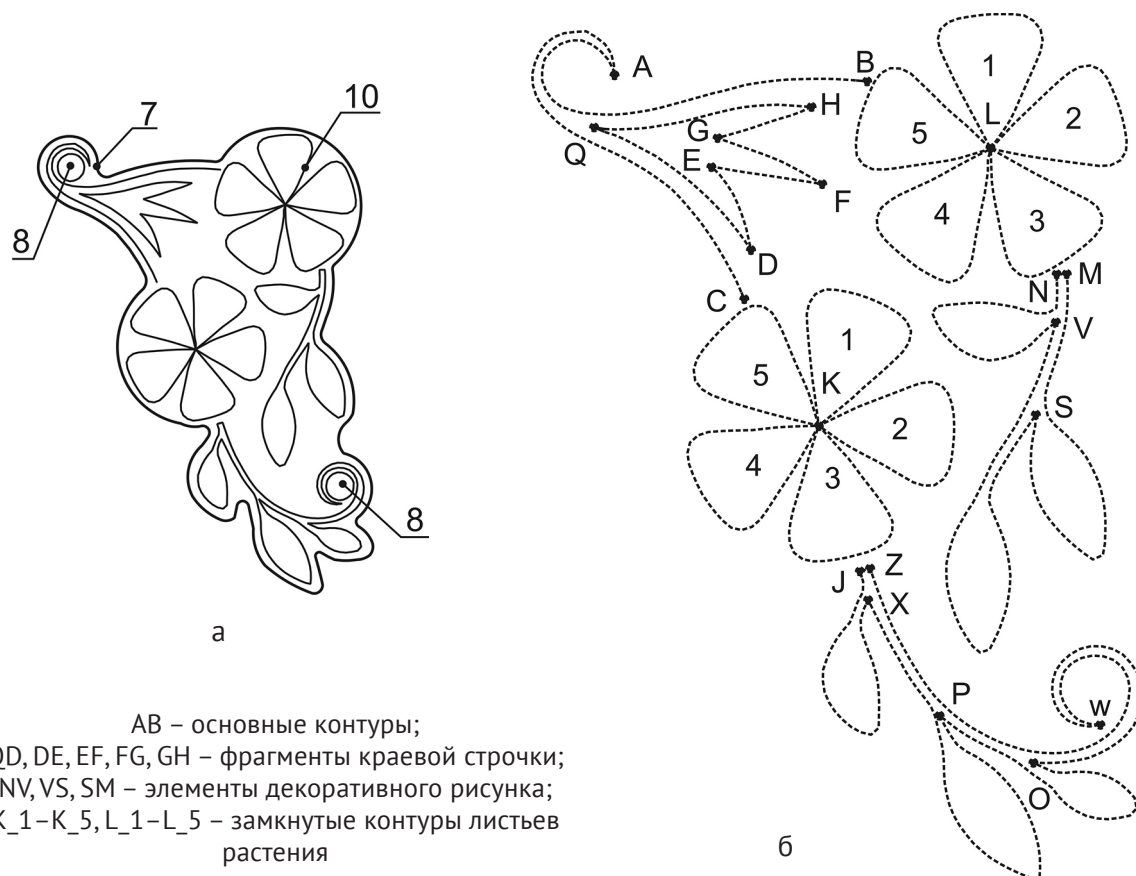 7
10
8
8
а
AB – основные контуры;
QD, DE, EF, FG, GH – фрагменты краевой строчки;
NV, VS, SM – элементы декоративного рисунка;
K_1–K_5, L_1–L_5 – замкнутые контуры листьев
растения
A
B
H
G
Q
E
F
D
C
1
2
L
5
4
3
N
M
V
S
1
5
K
2
4
3
J
Z
X
P
w
O
б